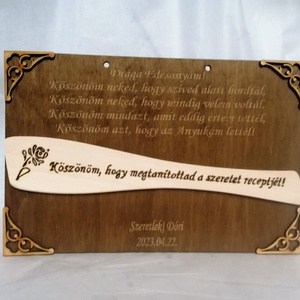 Drága Édesanyám!
Köszönöm neked, hogy szíved alatt hordtál,
Köszönöm neked, hogy mindig velem voltál.
Köszönöm mindazt, amit eddig értem tettél,
Köszönöm azt, hogy az Anyukám lettél!
Köszönöm, hogy megtanítottad a szeretet receptjét!
Szeretlek! Dóri
2023.04.22.